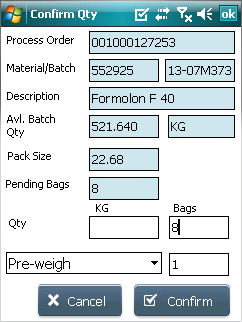 Confirm Qty ok
Process Order 001000127253
Material/Batch 552925 13-07M373
Description Formolon F 40
Avl. Batch Qty 521.640 KG
Pack Size 22.68
Pending Bags 8
KG Bags
Qty 8
Pre-weigh 1
Cancel Confirm